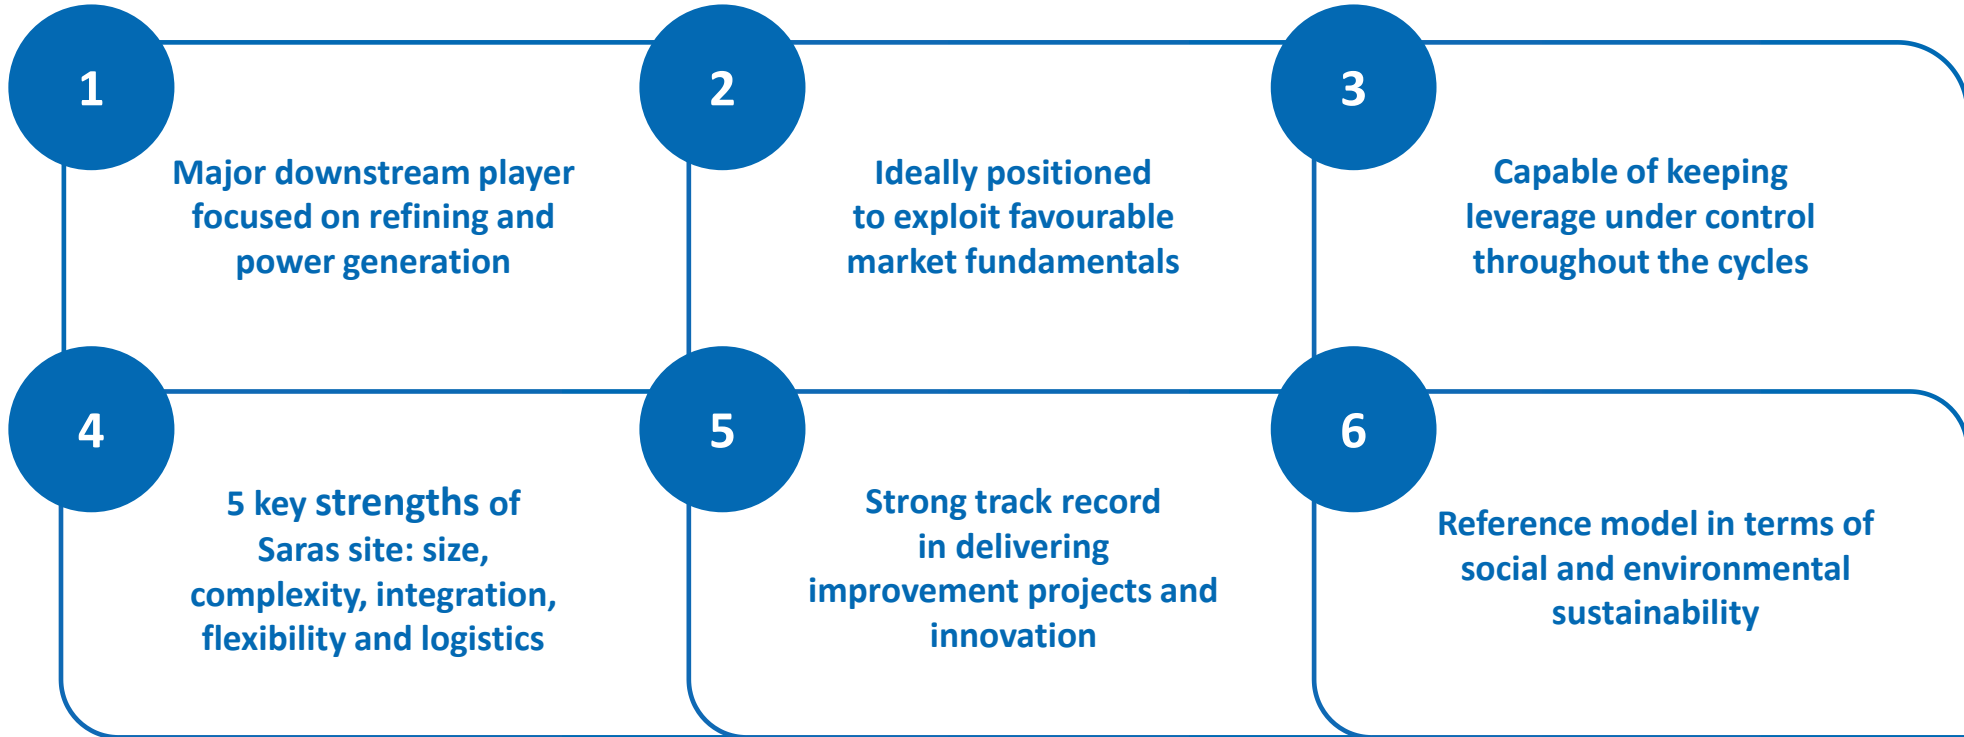 1
Major downstream player
focused on refining and
power generation
2
Ideally positioned
to exploit favourable
market fundamentals
3
Capable of keeping
leverage under control
throughout the cycles
4
5 key strengths of
Saras site: size,
complexity, integration,
flexibility and logistics
5
Strong track record
in delivering
improvement projects and
innovation
6
Reference model in terms of
social and environmental
sustainability